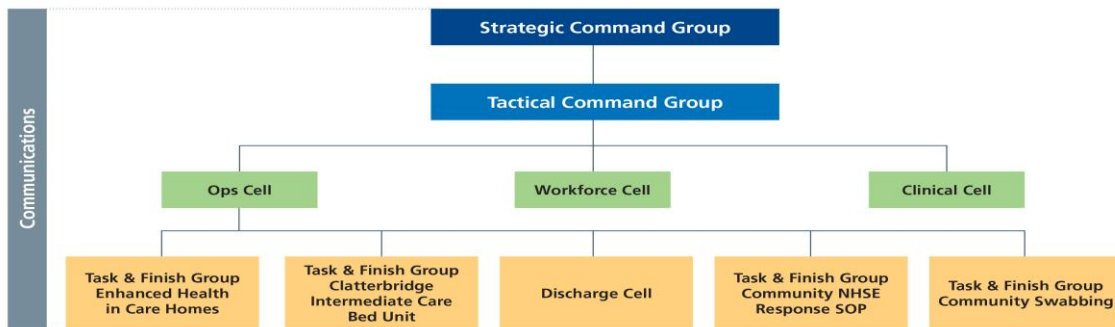 Communications
Strategic Command Group
Tactical Command Group
Ops Cell
Workforce Cell
Clinical Cell
Task & Finish Group
Enhanced Health
in Care Homes
Task & Finish Group
Clatterbridge
Intermediate Care
Bed Unit
Discharge Cell
Task & Finish Group
Community NHSE
Response SOP
Task & Finish Group
Community Swabbing